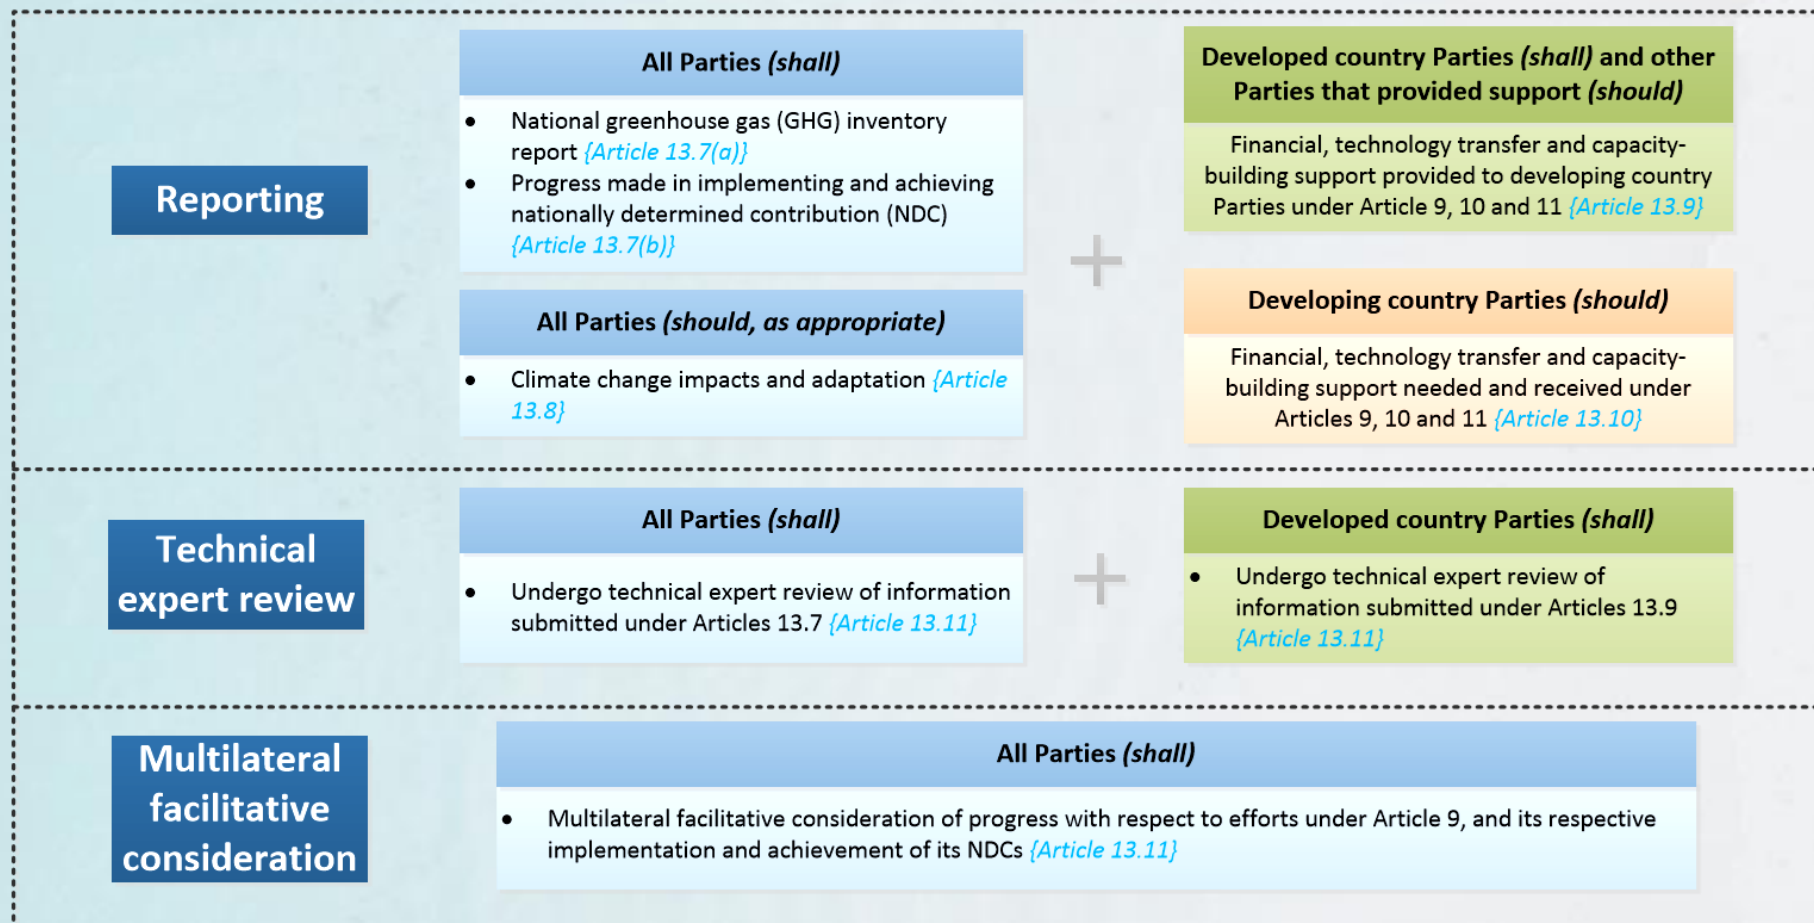 Reporting
All Parties (shall)
• National greenhouse gas (GHG) inventory
report {Article 13.7(a)}
• Progress made in implementing and achieving
nationally determined contribution (NDC)
{Article 13.7(b)}
All Parties (should, as appropriate)
• Climate change impacts and adaptation {Article
13.8}
+
Developed country Parties (shall) and other
Parties that provided support (should)
Financial, technology transfer and capacity-
building support provided to developing country
Parties under Article 9, 10 and 11 {Article 13.9}
Developing country Parties (should)
Financial, technology transfer and capacity-
building support needed and received under
Articles 9, 10 and 11 {Article 13.10}
Technical
expert review
All Parties (shall)
• Undergo technical expert review of information
submitted under Articles 13.7 {Article 13.11}
+
Developed country Parties (shall)
• Undergo technical expert review of
information submitted under Articles 13.9
{Article 13.11}
Multilateral
facilitative
consideration
All Parties (shall)
• Multilateral facilitative consideration of progress with respect to efforts under Article 9, and its respective
implementation and achievement of its NDCs {Article 13.11}